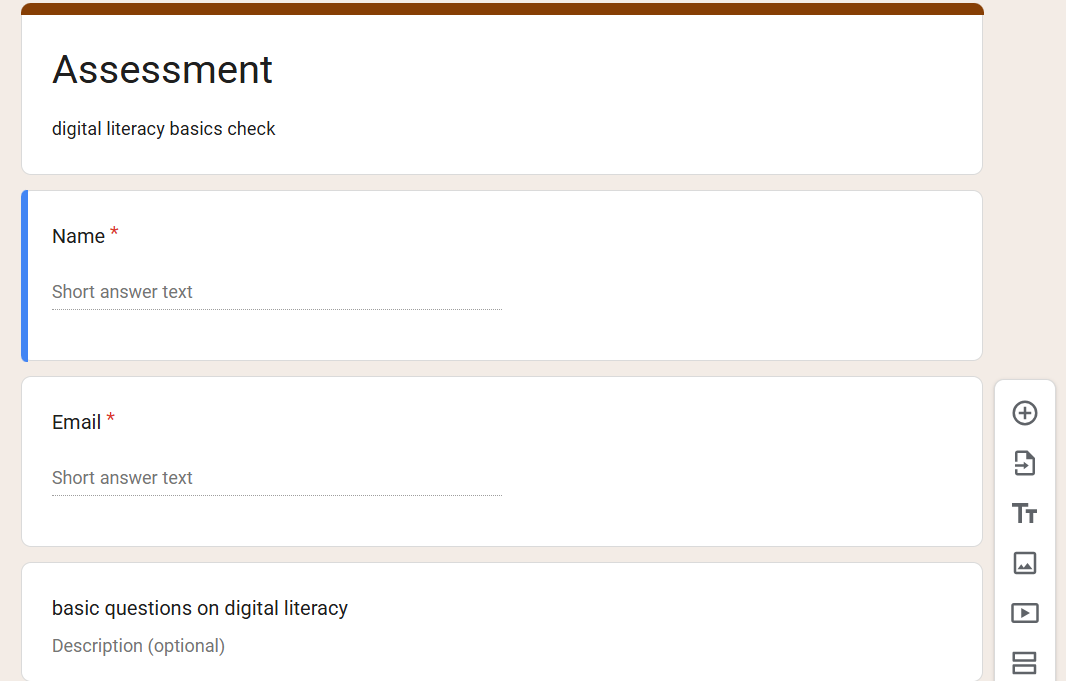 Assessment
digital literacy basics check
Name *
Short answer text
Email *
Short answer text
basic questions on digital literacy
Description (optional)